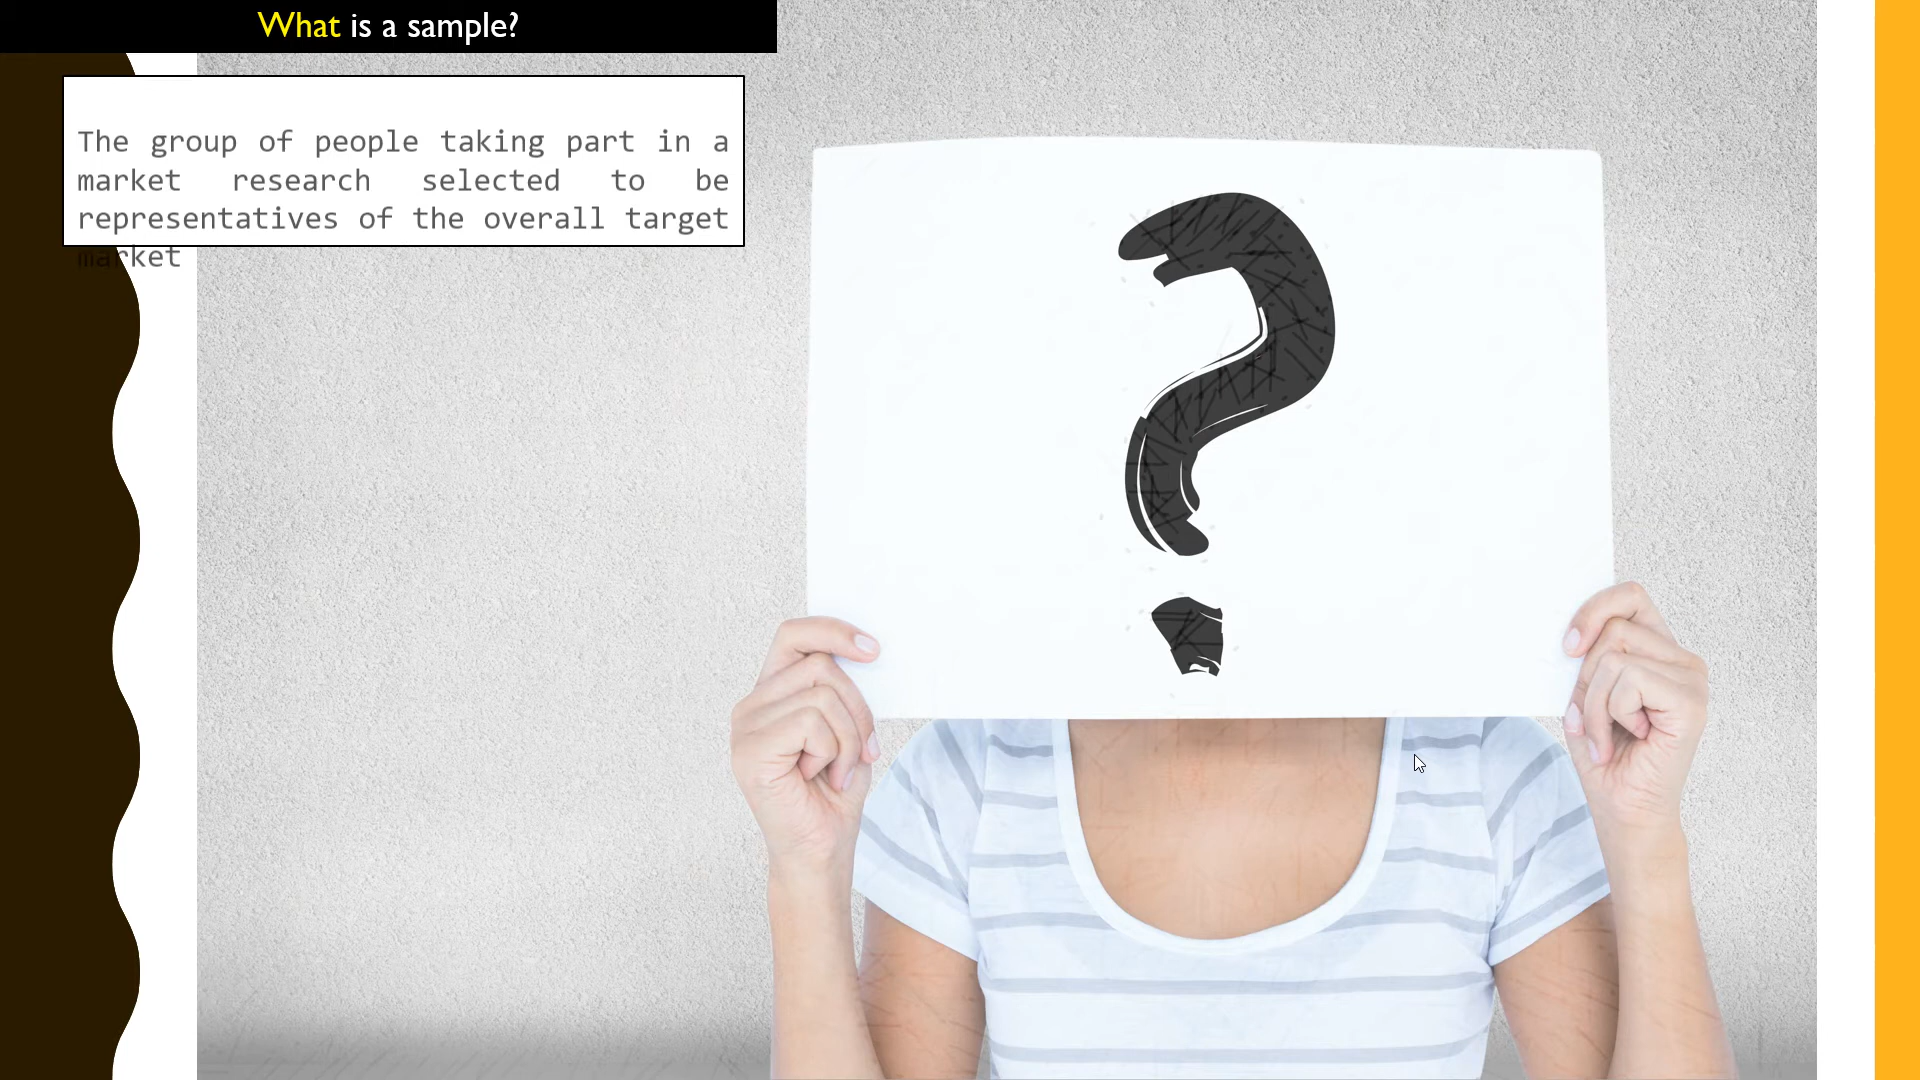 What is a sample?
The group of people taking part in a
market research selected to be
representatives of the overall target
market
?